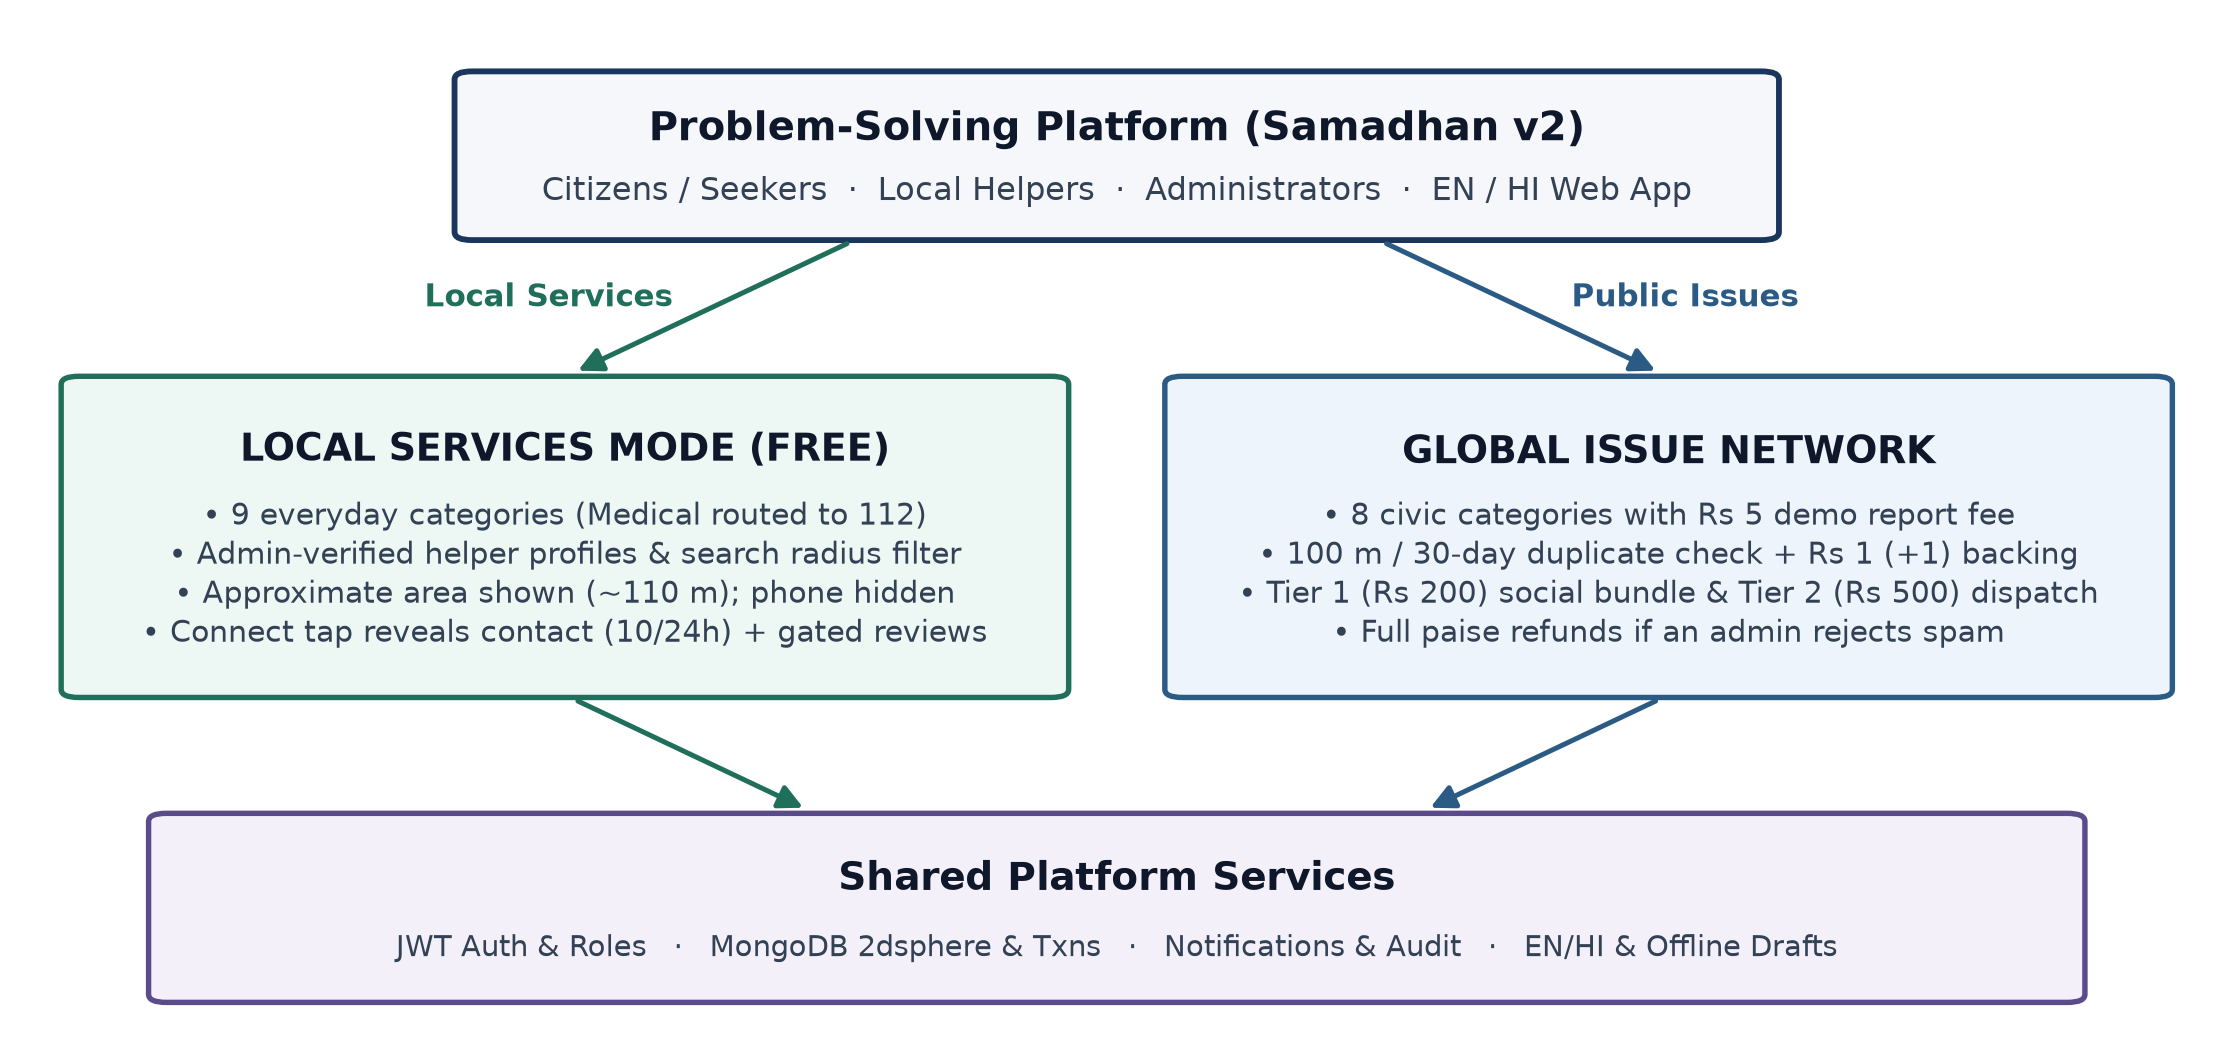 Problem-Solving Platform (Samadhan v2)
Citizens / Seekers · Local Helpers · Administrators · EN / HI Web App
Local Services
Public Issues
LOCAL SERVICES MODE (FREE)
• 9 everyday categories (Medical routed to 112)
• Admin-verified helper profiles & search radius filter
• Approximate area shown (~110 m); phone hidden
• Connect tap reveals contact (10/24h) + gated reviews
GLOBAL ISSUE NETWORK
• 8 civic categories with Rs 5 demo report fee
• 100 m / 30-day duplicate check + Rs 1 (+1) backing
• Tier 1 (Rs 200) social bundle & Tier 2 (Rs 500) dispatch
• Full paise refunds if an admin rejects spam
Shared Platform Services
JWT Auth & Roles · MongoDB 2dsphere & Txns · Notifications & Audit · EN/HI & Offline Drafts